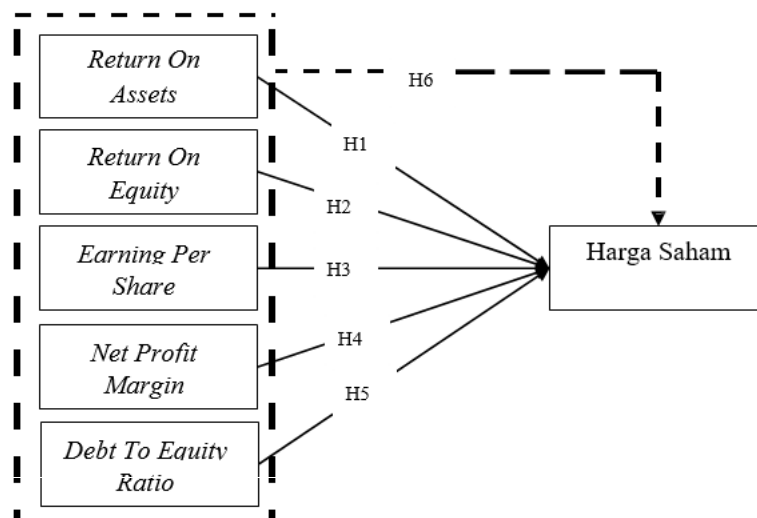 Return On
Assets
H6
H1
Return On
Equity
H2
Harga Saham
Earning Per
Share
H3
H4
Net Profit
Margin
H5
Debt To Equity
Ratio